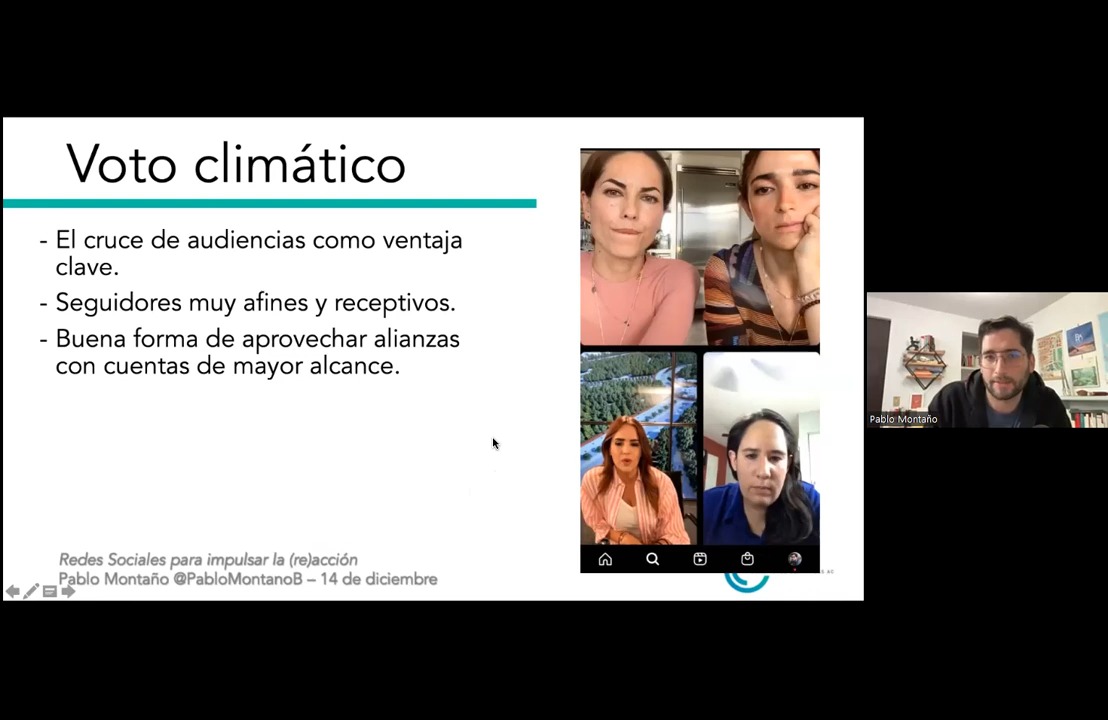 Voto climático
- El cruce de audiencias como ventaja
clave.
- Seguidores muy afines y receptivos.
- Buena forma de aprovechar alianzas
con cuentas de mayor alcance.
Redes Sociales para impulsar la (re)acción
Pablo Montaño @PabloMontanoB – 14 de diciembre
Pablo Montaño